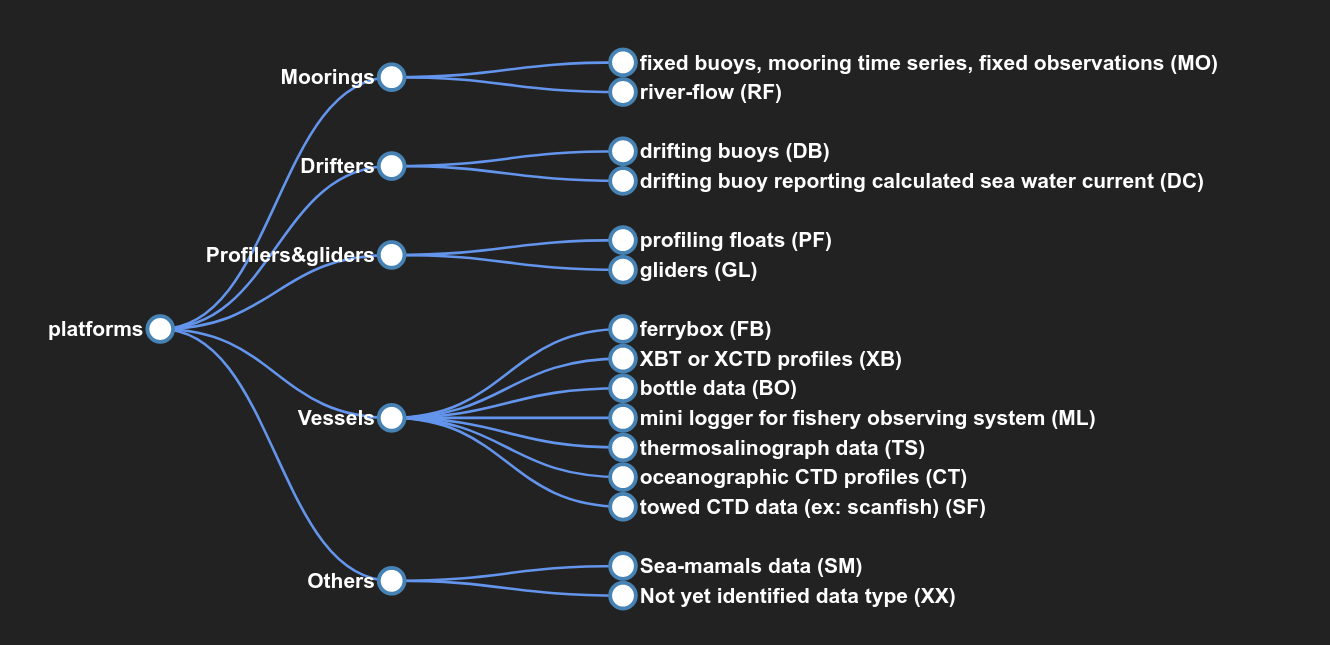 platforms
Moorings
fixed buoys, mooring time series, fixed observations (MO)
river-flow (RF)
Drifters
drifting buoys (DB)
drifting buoy reporting calculated sea water current (DC)
Profilers&gliders
profiling floats (PF)
gliders (GL)
Vessels
ferrybox (FB)
XBT or XCTD profiles (XB)
bottle data (BO)
mini logger for fishery observing system (ML)
thermosalinograph data (TS)
oceanographic CTD profiles (CT)
towed CTD data (ex: scanfish) (SF)
Others
Sea-mamals data (SM)
Not yet identified data type (XX)